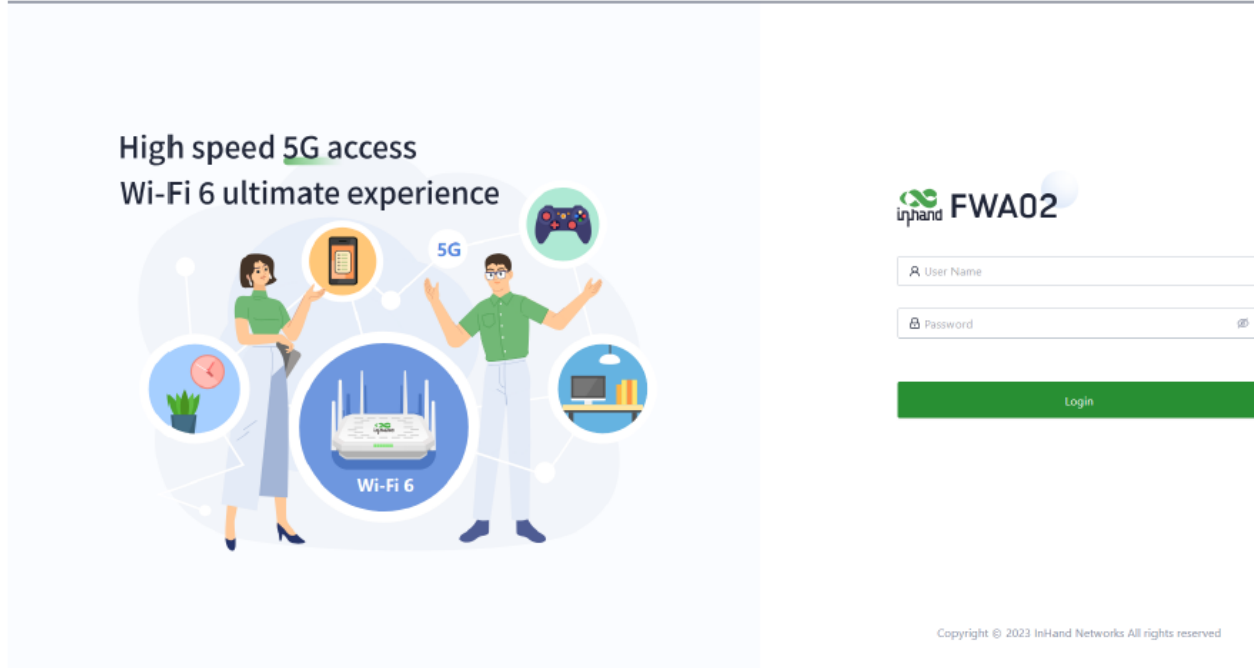 High speed 5G access
Wi-Fi 6 ultimate experience
5G
inhand
Wi-Fi 6
inhand FWA02
User Name
Password
Login
Copyright © 2023 InHand Networks All rights reserved